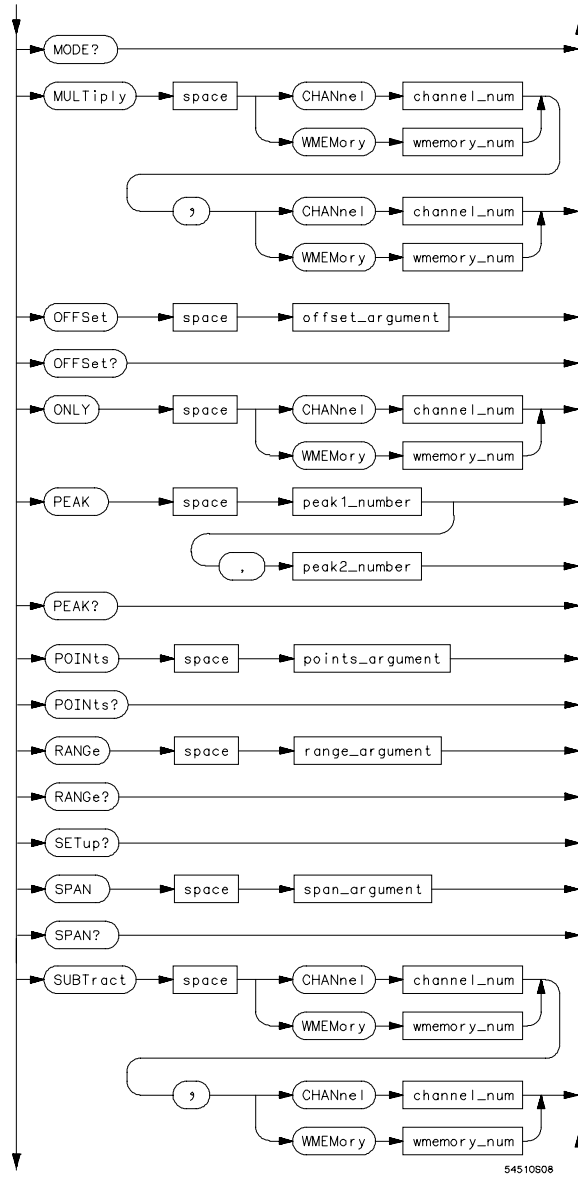 MODE?
MULTiply space CHANnel channel_num
WMEMory wmemory_num
, CHANnel channel_num
WMEMory wmemory_num
OFFSet space offset_argument
OFFSet?
ONLY space CHANnel channel_num
WMEMory wmemory_num
PEAK space peak1_number
, peak2_number
PEAK?
POINts space points_argument
POINts?
RANGe space range_argument
RANGe?
SETup?
SPAN space span_argument
SPAN?
SUBTract space CHANnel channel_num
WMEMory wmemory_num
, CHANnel channel_num
WMEMory wmemory_num
54510S08